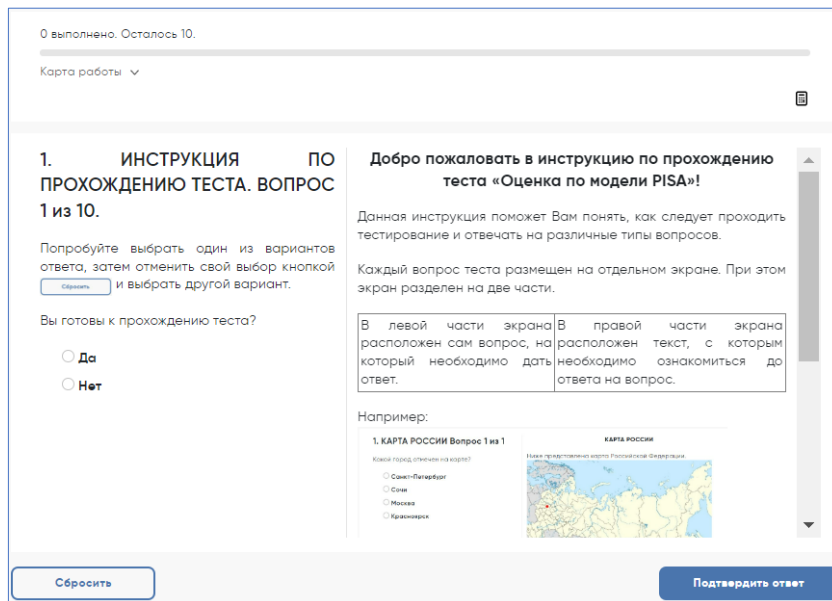 0 выполнено. Осталось 10.
Карта работы
1. ИНСТРУКЦИЯ ПО
ПРОХОЖДЕНИЮ ТЕСТА. ВОПРОС
1 из 10.
Попробуйте выбрать один из вариантов
ответа, затем отменить свой выбор кнопкой
Сбросить и выбрать другой вариант.
Вы готовы к прохождению теста?
Да
Нет
Добро пожаловать в инструкцию по прохождению
теста «Оценка по модели PISA»!
Данная инструкция поможет Вам понять, как следует проходить
тестирование и отвечать на различные типы вопросов.
Каждый вопрос теста размещен на отдельном экране. При этом
экран разделен на две части.
В левой части экрана
расположен сам вопрос, на
который необходимо дать
ответ.
В правой части экрана
расположен текст, с которым
необходимо ознакомиться до
ответа на вопрос.
Например:
1. КАРТА РОССИИ Вопрос 1 из 1
Какой город отмечен на карте?
Санкт-Петербург
Сочи
Москва
Красноярск
КАРТА РОССИИ
Ниже представлена карта Российской Федерации.
Сбросить
Подтвердить ответ